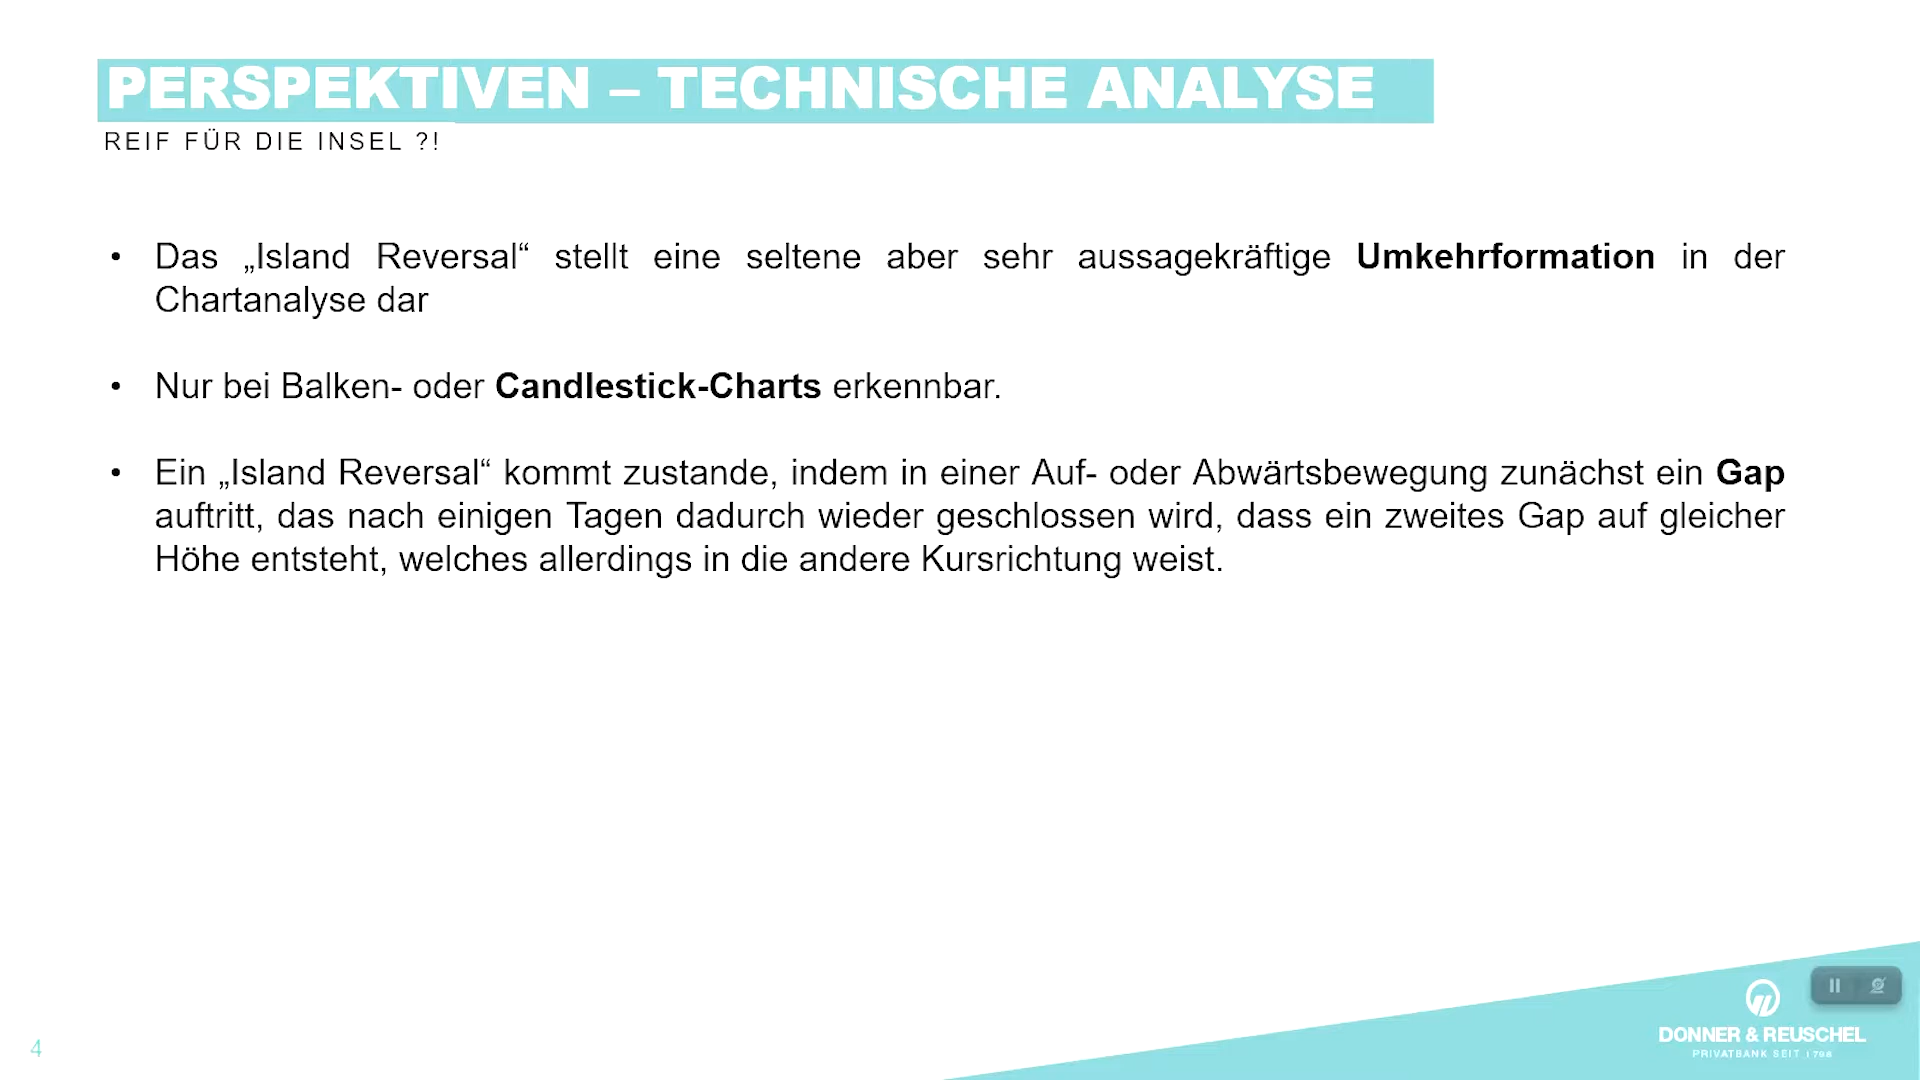 PERSPEKTIVEN – TECHNISCHE ANALYSE
REIF FÜR DIE INSEL ?!
• Das „Island Reversal“ stellt eine seltene aber sehr aussagekräftige Umkehrformation in der
Chartanalyse dar
• Nur bei Balken- oder Candlestick-Charts erkennbar.
• Ein „Island Reversal“ kommt zustande, indem in einer Auf- oder Abwärtsbewegung zunächst ein Gap
auftritt, das nach einigen Tagen dadurch wieder geschlossen wird, dass ein zweites Gap auf gleicher
Höhe entsteht, welches allerdings in die andere Kursrichtung weist.
DONNER & REUSCHEL
PRIVATBANK SEIT 1798
4